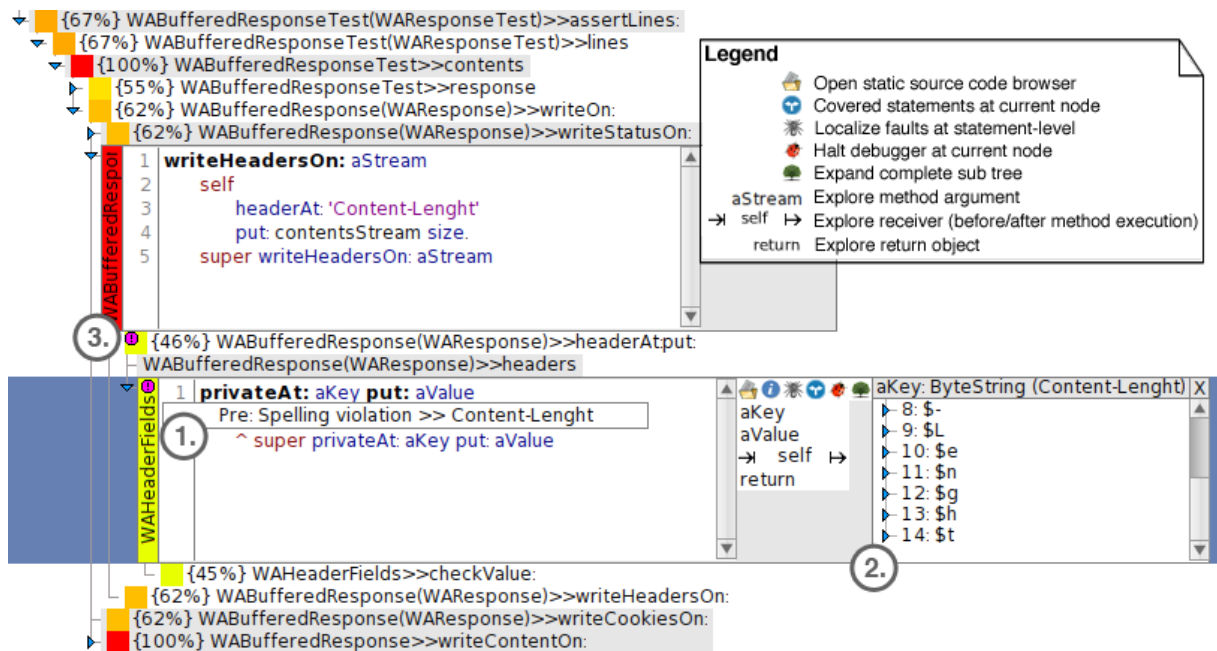 {67%} WABufferedResponseTest(WAResponseTest)>>assertLines:
{67%} WABufferedResponseTest(WAResponseTest)>>lines
{100%} WABufferedResponseTest>>contents
{55%} WABufferedResponseTest>>response
{62%} WABufferedResponse(WAResponse)>>writeOn:
{62%} WABufferedResponse(WAResponse)>>writeStatusOn:
Legend
Open static source code browser
Covered statements at current node
Localize faults at statement-level
Halt debugger at current node
Expand complete sub tree
aStream Explore method argument
self Explore receiver (before/after method execution)
return Explore return object
WABufferedRespo
1 writeHeadersOn: aStream
2 self
3 headerAt: 'Content-Lenght'
4 put: contentsStream size.
5 super writeHeadersOn: aStream
3.
{46%} WABufferedResponse(WAResponse)>>headerAt:put:
WABufferedResponse(WAResponse)>>headers
WAHeaderFields
1 privateAt: aKey put: aValue
Pre: Spelling violation >> Content-Lenght
1.
^ super privateAt: aKey put: aValue
aKey
aValue
self
return
aKey: ByteString (Content-Lenght) X
8: $-
9: $L
10: $e
11: $n
12: $g
13: $h
14: $t
2.
{45%} WAHeaderFields>>checkValue:
{62%} WABufferedResponse(WAResponse)>>writeHeadersOn:
{62%} WABufferedResponse(WAResponse)>>writeCookiesOn:
{100%} WABufferedResponse>>writeContentOn: